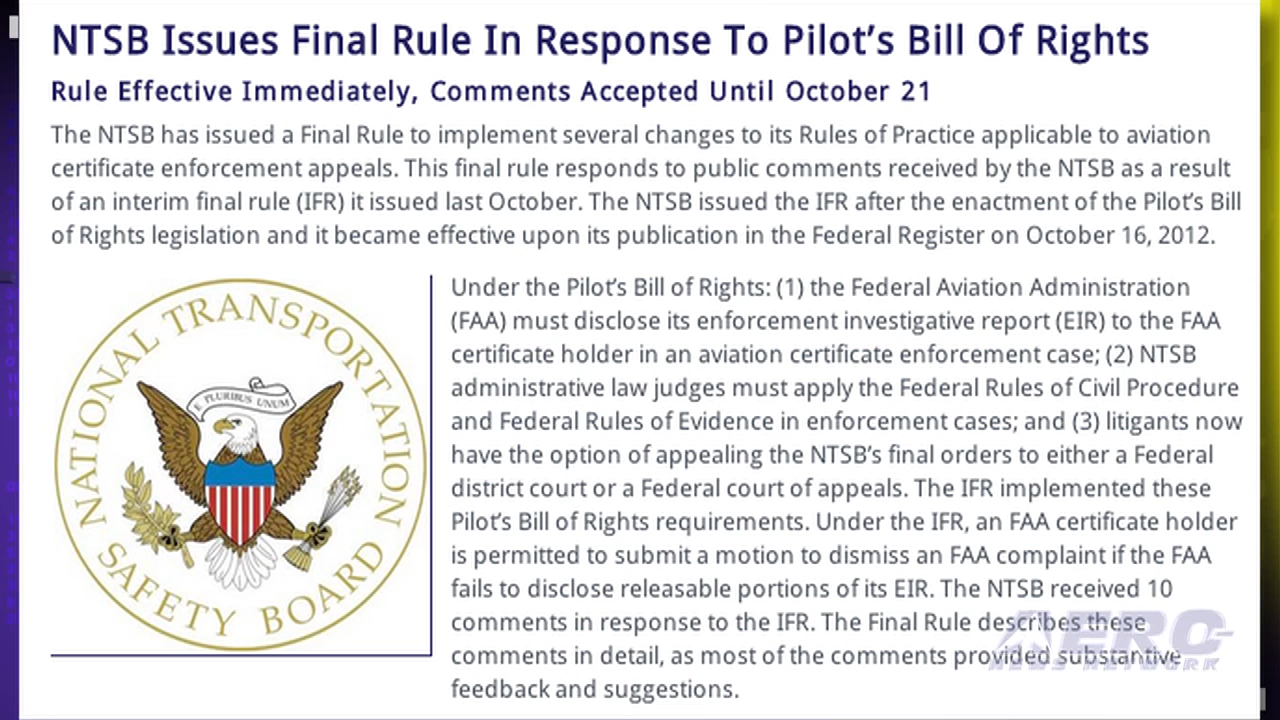 NTSB Issues Final Rule In Response To Pilot’s Bill Of Rights
Rule Effective Immediately, Comments Accepted Until October 21
The NTSB has issued a Final Rule to implement several changes to its Rules of Practice applicable to aviation
certificate enforcement appeals. This final rule responds to public comments received by the NTSB as a result
of an interim final rule (IFR) it issued last October. The NTSB issued the IFR after the enactment of the Pilot’s Bill
of Rights legislation and it became effective upon its publication in the Federal Register on October 16, 2012.
NATIONAL TRANSPORTATION
E PLURIBUS UNUM
SAFETY BOARD
Under the Pilot’s Bill of Rights: (1) the Federal Aviation Administration
(FAA) must disclose its enforcement investigative report (EIR) to the FAA
certificate holder in an aviation certificate enforcement case; (2) NTSB
administrative law judges must apply the Federal Rules of Civil Procedure
and Federal Rules of Evidence in enforcement cases; and (3) litigants now
have the option of appealing the NTSB’s final orders to either a Federal
district court or a Federal court of appeals. The IFR implemented these
Pilot’s Bill of Rights requirements. Under the IFR, an FAA certificate holder
is permitted to submit a motion to dismiss an FAA complaint if the FAA
fails to disclose releasable portions of its EIR. The NTSB received 10
comments in response to the IFR. The Final Rule describes these
comments in detail, as most of the comments provided substantive
feedback and suggestions.
AERO
NEWS NETWORK